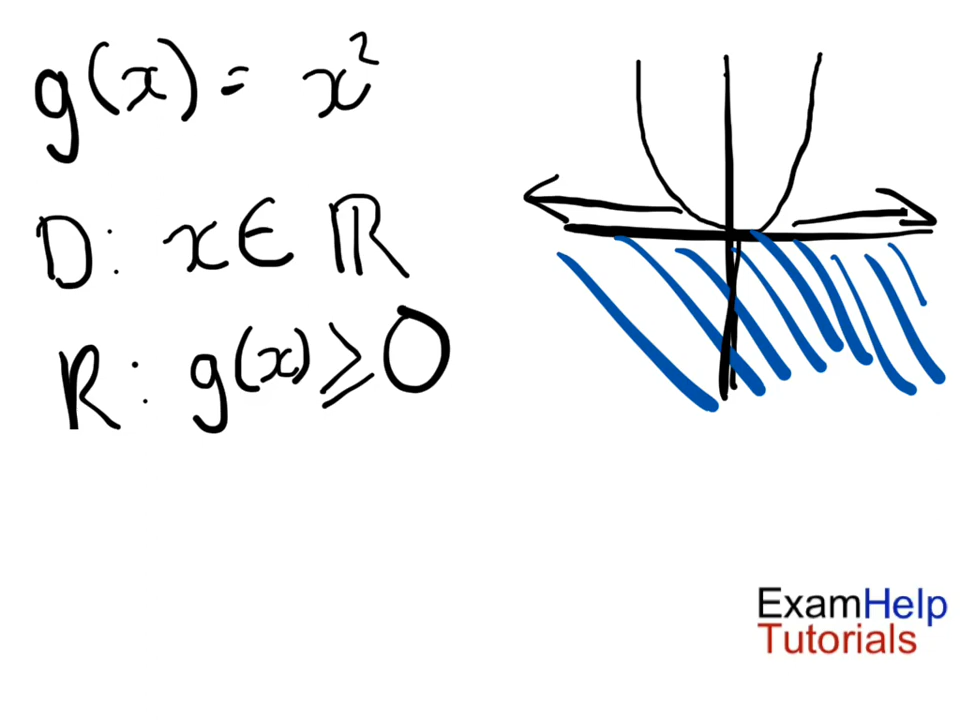 g(x) = x²
D: x ∈ ℝ
R: g(x) ⩾ 0
ExamHelp
Tutorials